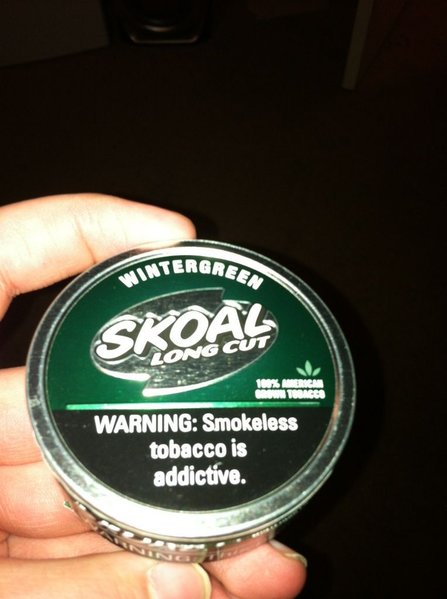 WINTERGREEN
SKOAL
LONG CUT
100% AMERICAN
GROWN TOBACCO
WARNING: Smokeless
tobacco is
addictive.